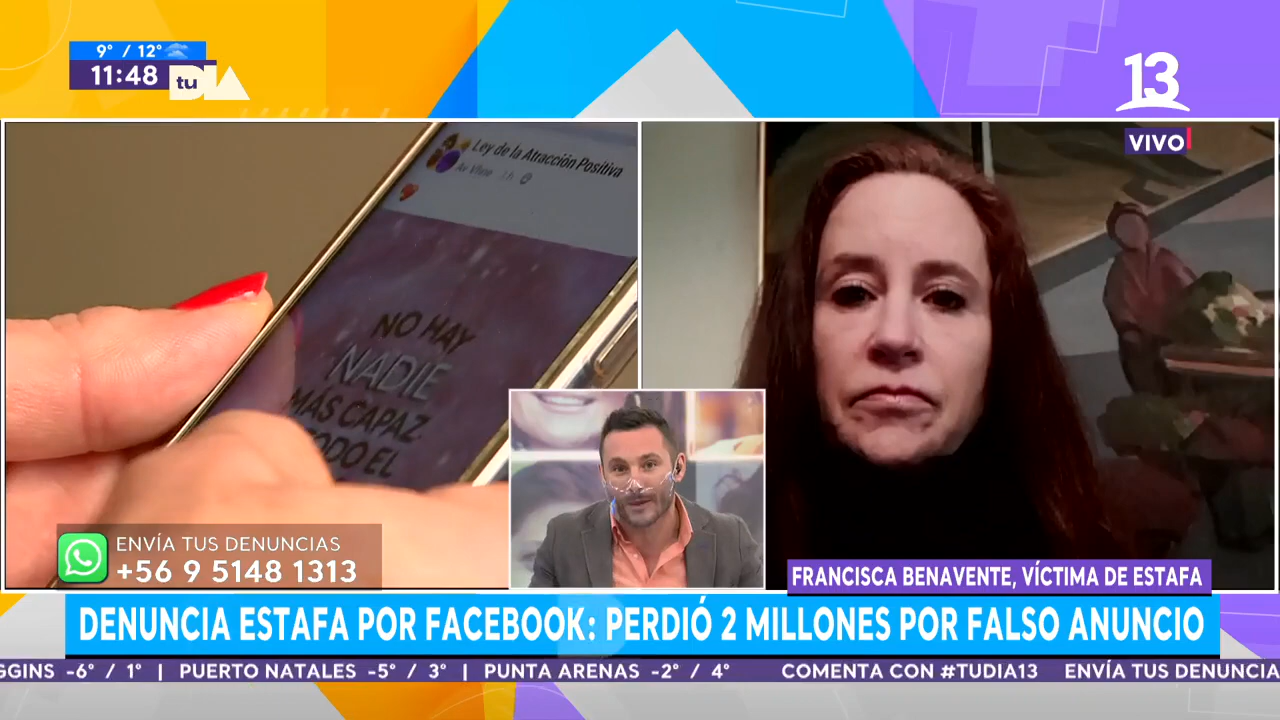 9° / 12°
11:48
tu DÍA
13
VIVO
Ley de la Atracción Positiva
NO HAY
NADIE
MÁS CAPAZ
TODO EL
ENVÍA TUS DENUNCIAS
+56 9 5148 1313
FRANCISCA BENAVENTE, VÍCTIMA DE ESTAFA
DENUNCIA ESTAFA POR FACEBOOK: PERDIÓ 2 MILLONES POR FALSO ANUNCIO
GGINS -6° / 1° | PUERTO NATALES -5° / 3° | PUNTA ARENAS -2° / 4° COMENTA CON #TUDIA13 ENVÍA TUS DENUNCIA